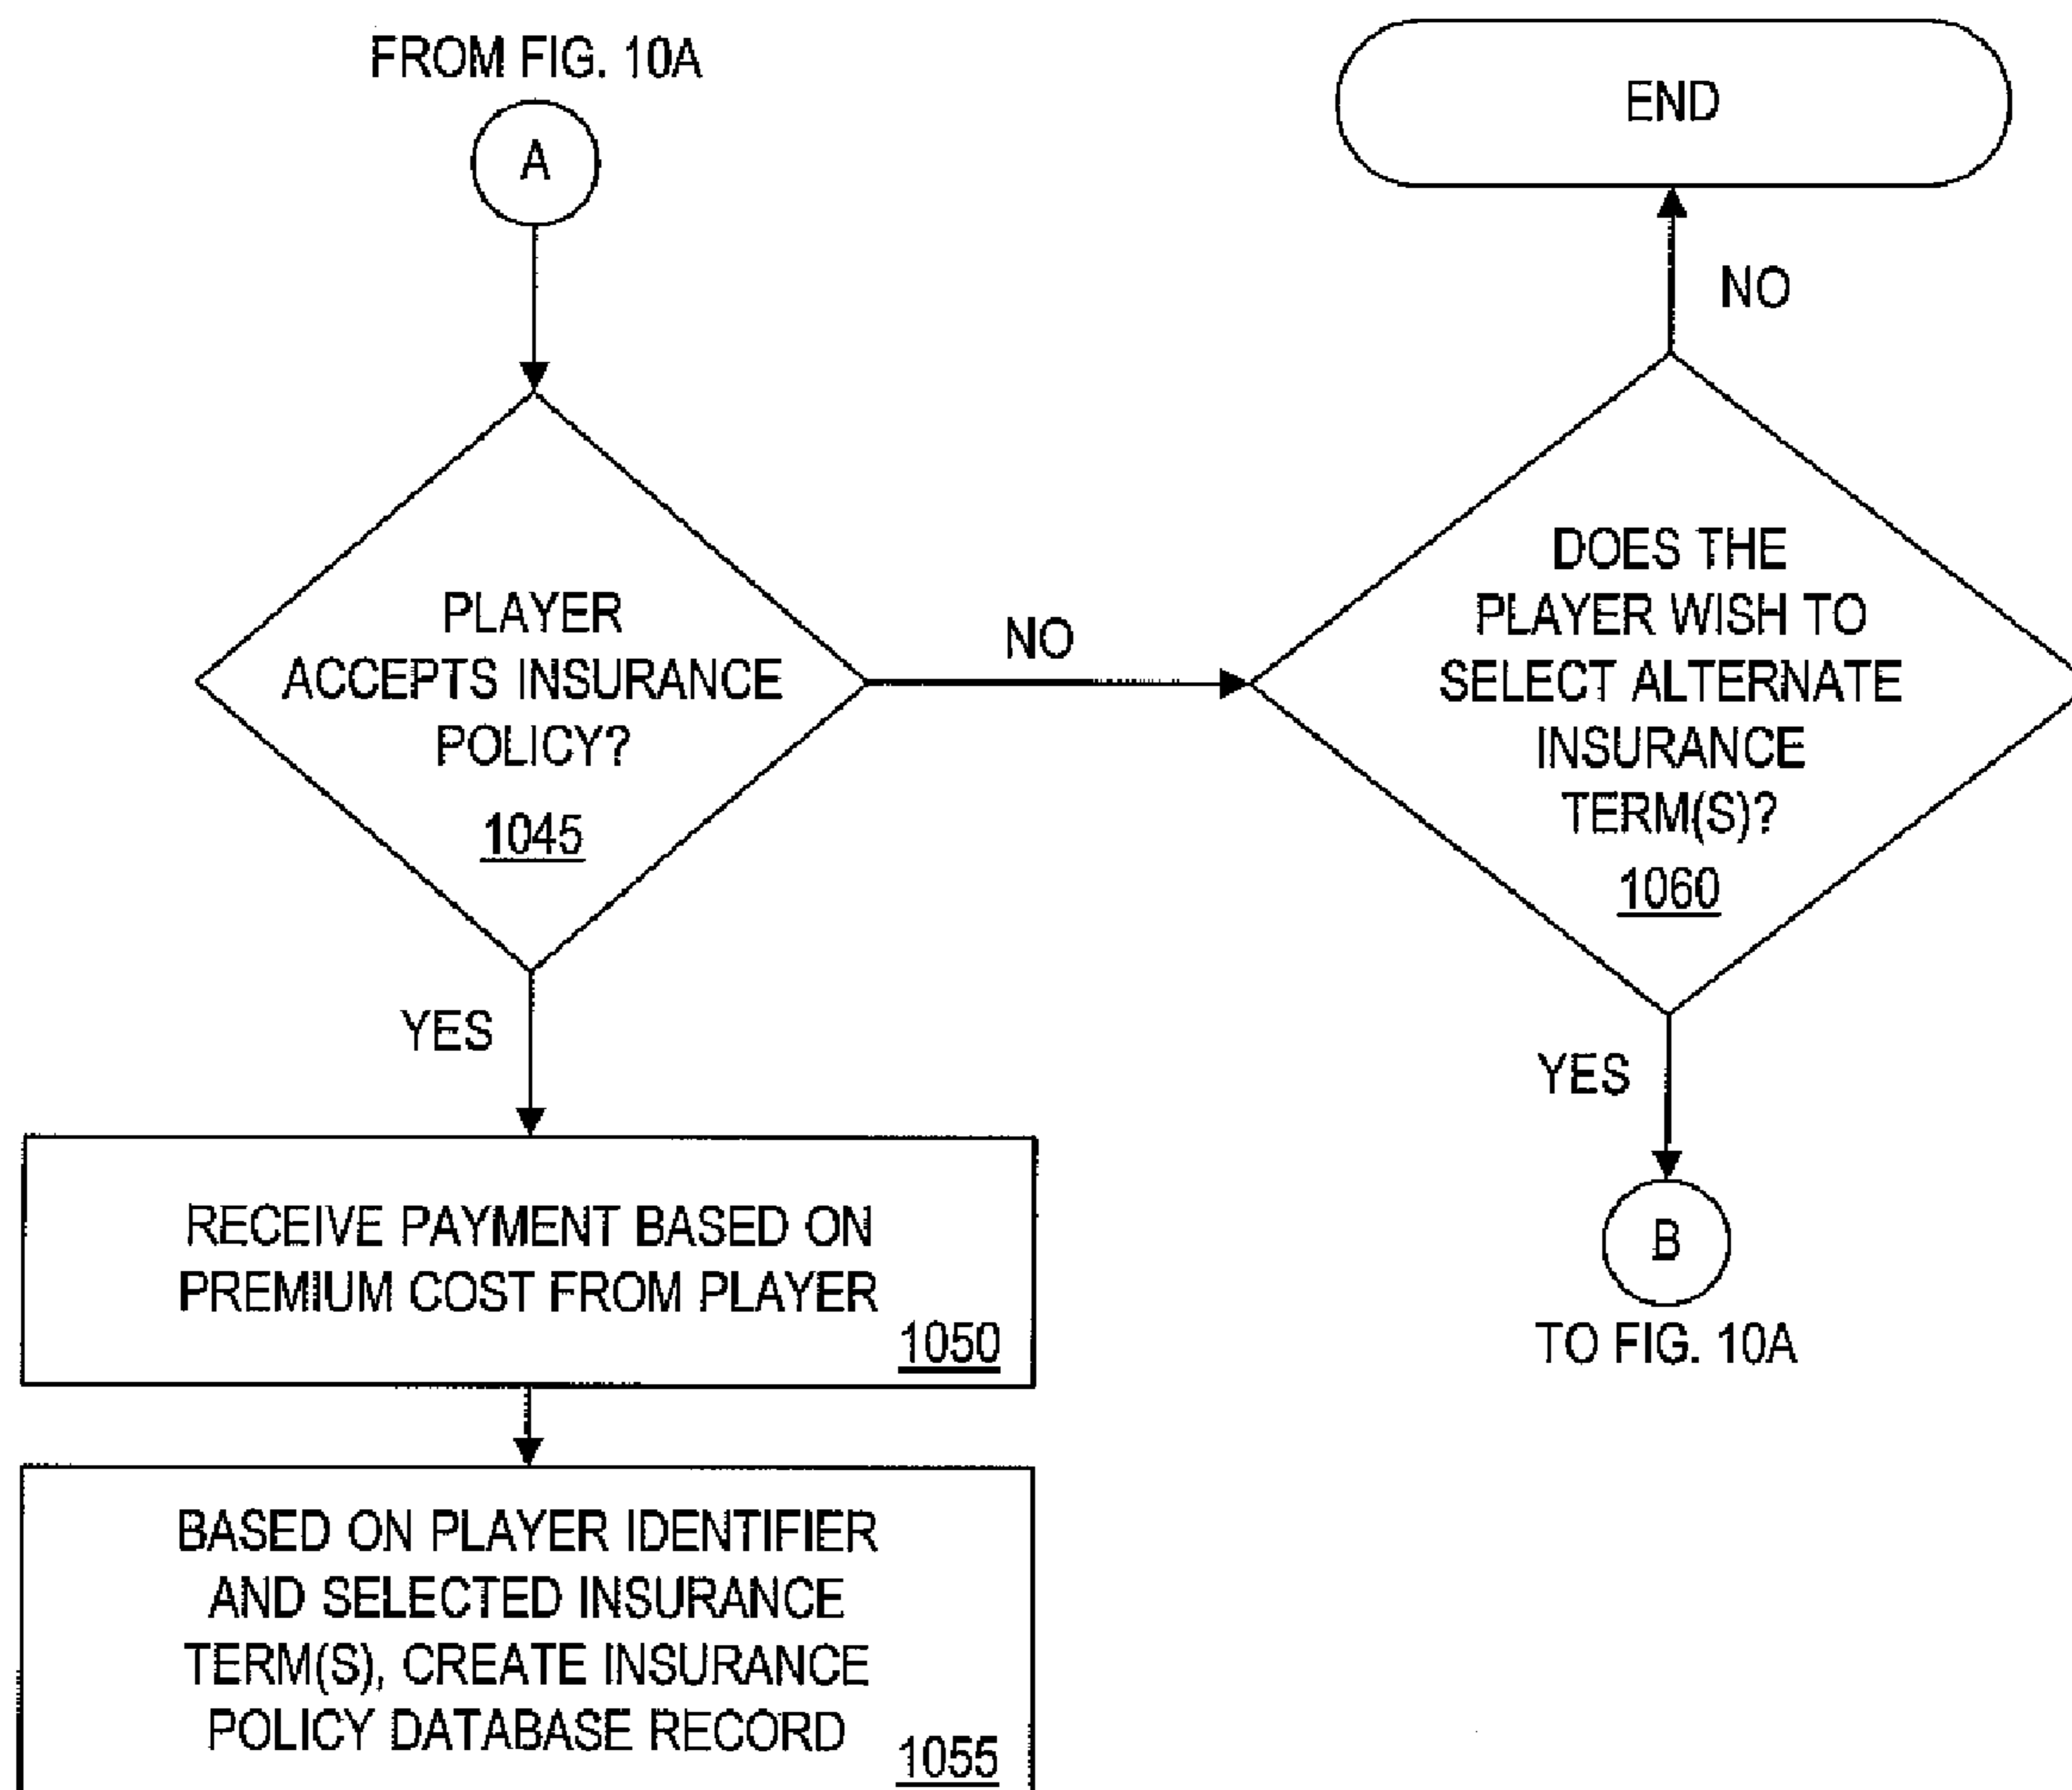 FROM FIG. 10A
A
PLAYER
ACCEPTS INSURANCE
POLICY?
1045
YES
NO
RECEIVE PAYMENT BASED ON
PREMIUM COST FROM PLAYER
1050
BASED ON PLAYER IDENTIFIER
AND SELECTED INSURANCE
TERM(S), CREATE INSURANCE
POLICY DATABASE RECORD
1055
END
NO
DOES THE
PLAYER WISH TO
SELECT ALTERNATE
INSURANCE
TERM(S)?
1060
YES
B
TO FIG. 10A